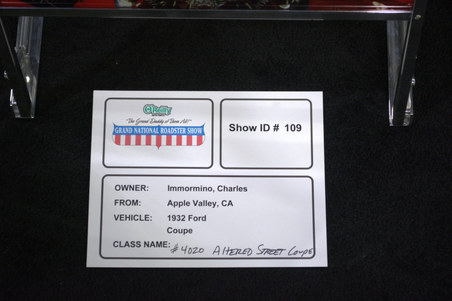 O'Reilly
"The Grand Daddy of Them All"
GRAND NATIONAL ROADSTER SHOW
Show ID # 109
OWNER: Immormino, Charles
FROM: Apple Valley, CA
VEHICLE: 1932 Ford
Coupe
CLASS NAME: #4020 ALTERED STREET COUPE